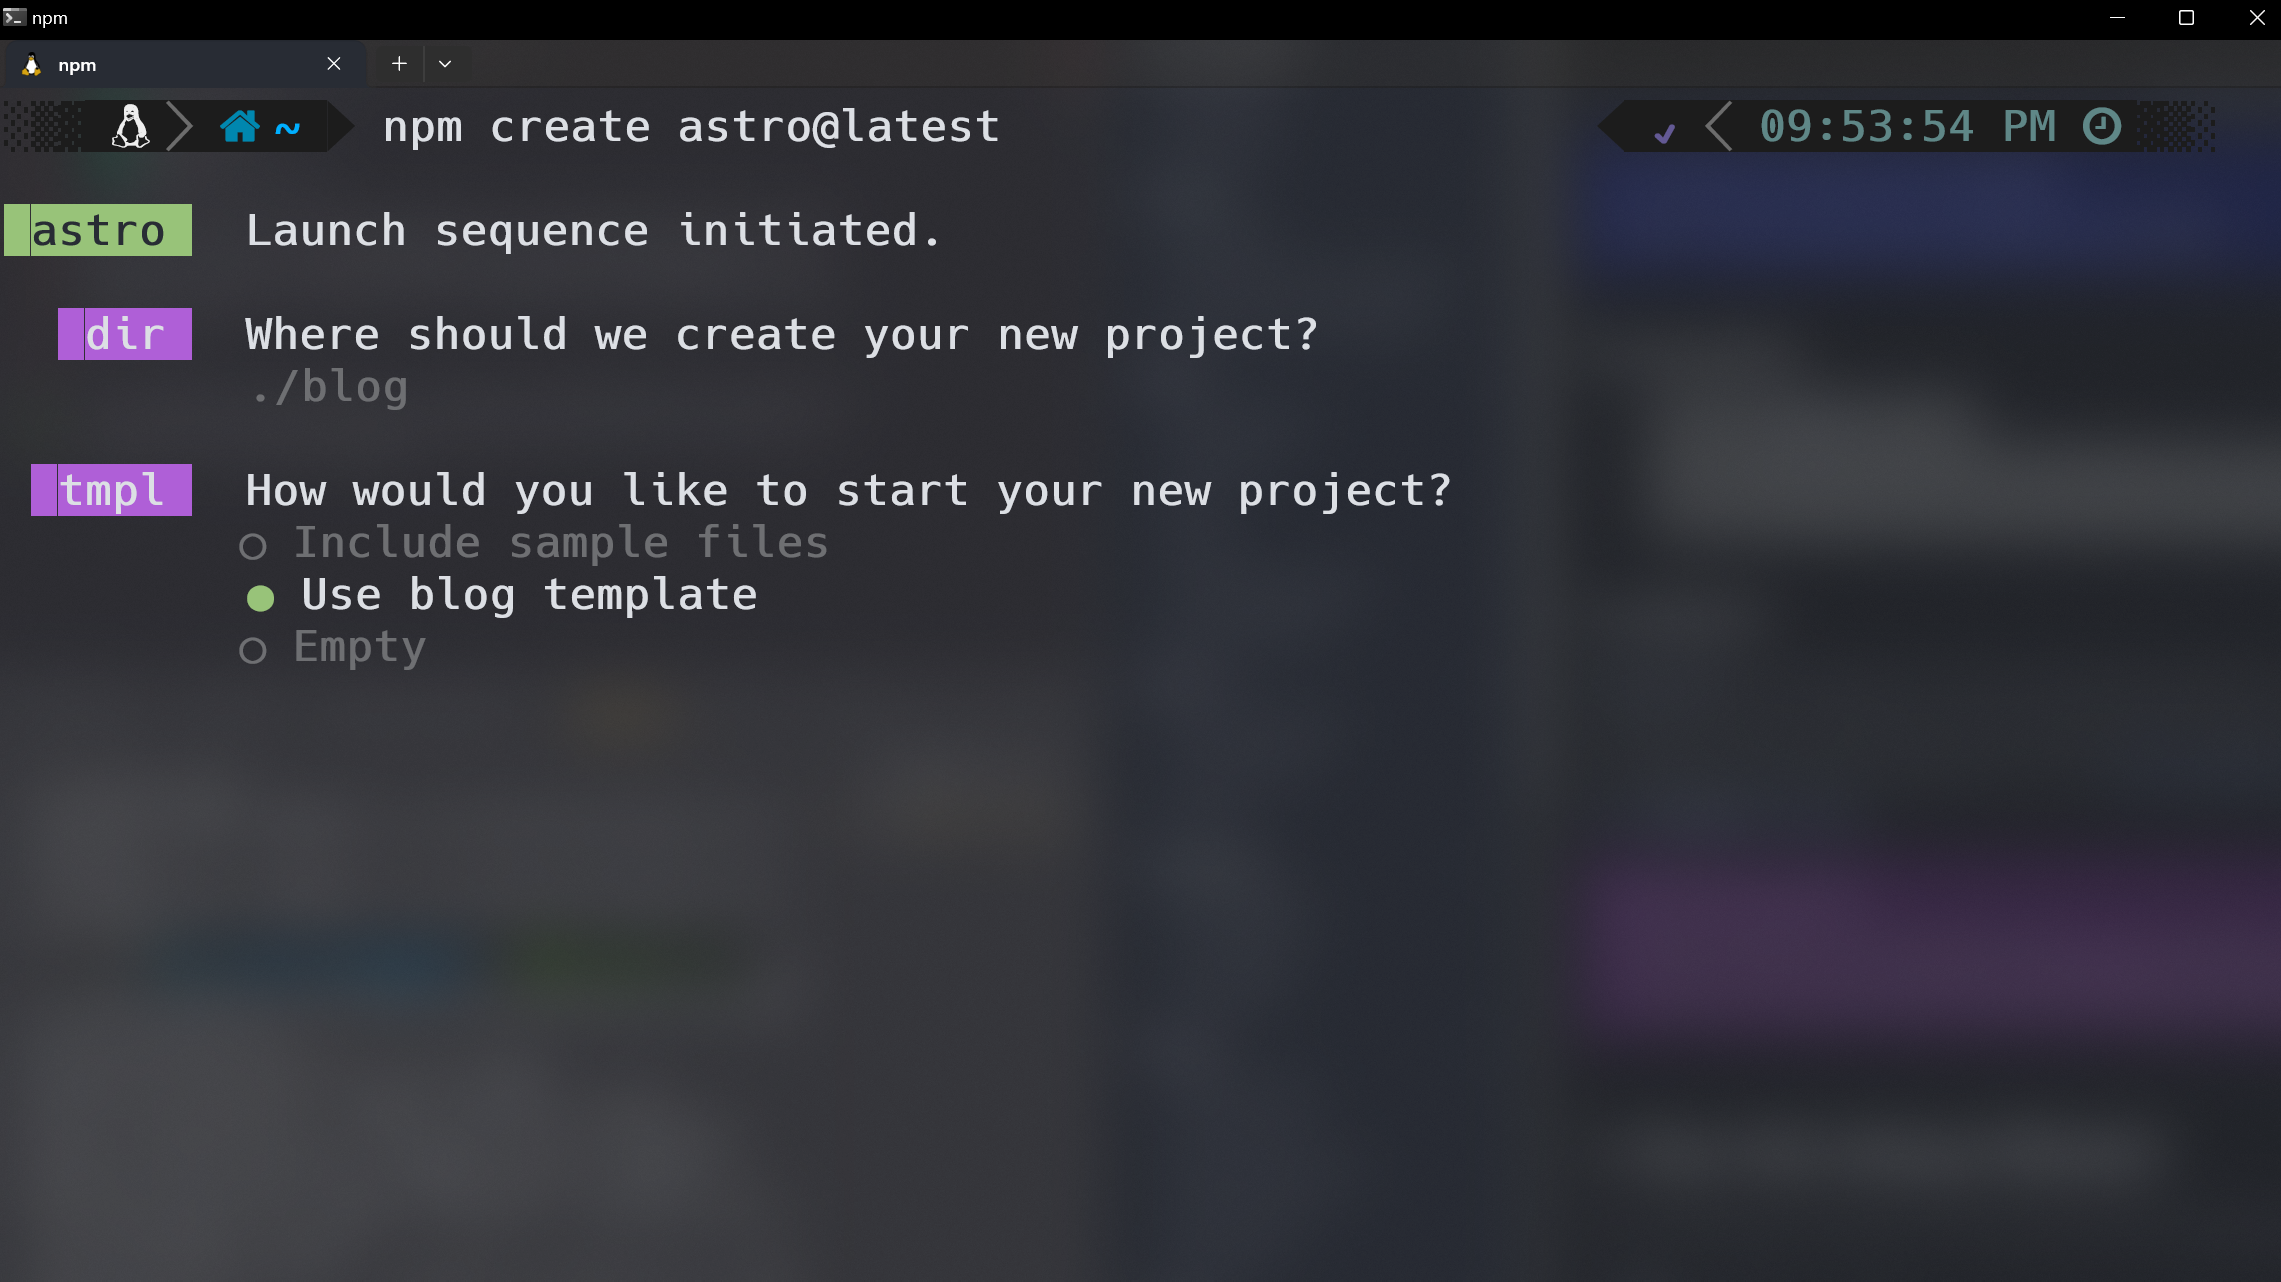 npm
npm
~ npm create astro@latest 09:53:54 PM
astro Launch sequence initiated.
dir Where should we create your new project?
./blog
tmpl How would you like to start your new project?
○ Include sample files
● Use blog template
○ Empty